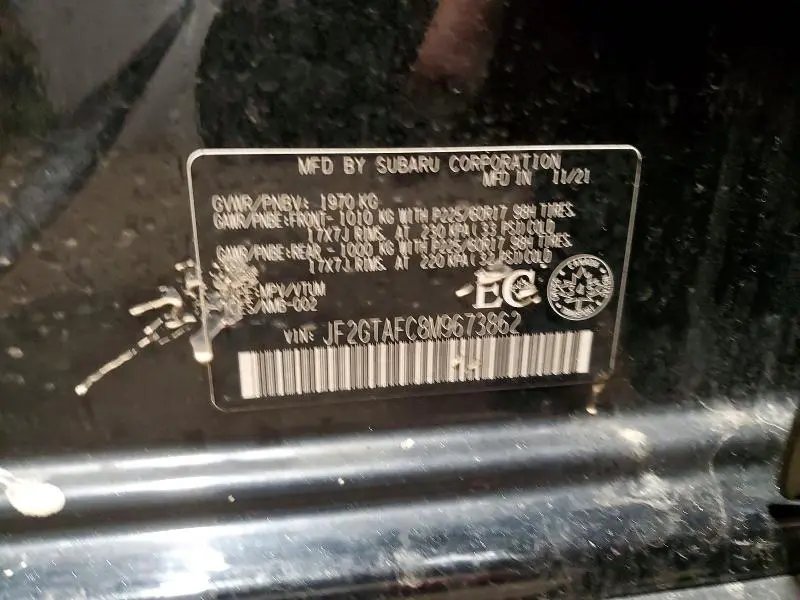 MFD BY SUBARU CORPORATION
MFD IN 11/21
GVWR/PNBV: 1970 KG
GAWR/PNBE:FRONT- 1010 KG WITH P225/60R17 98H TIRES,
17X7J RIMS, AT 230 KPA( 33 PSI)COLD
GAWR/PNBE:REAR - 1000 KG WITH P225/60R17 98H TIRES,
17X7J RIMS, AT 220 KPA( 32 PSI)COLD
MPV/VTUM
ES/NMB-002
EC
VIN: JF2GTAFC8M9673862